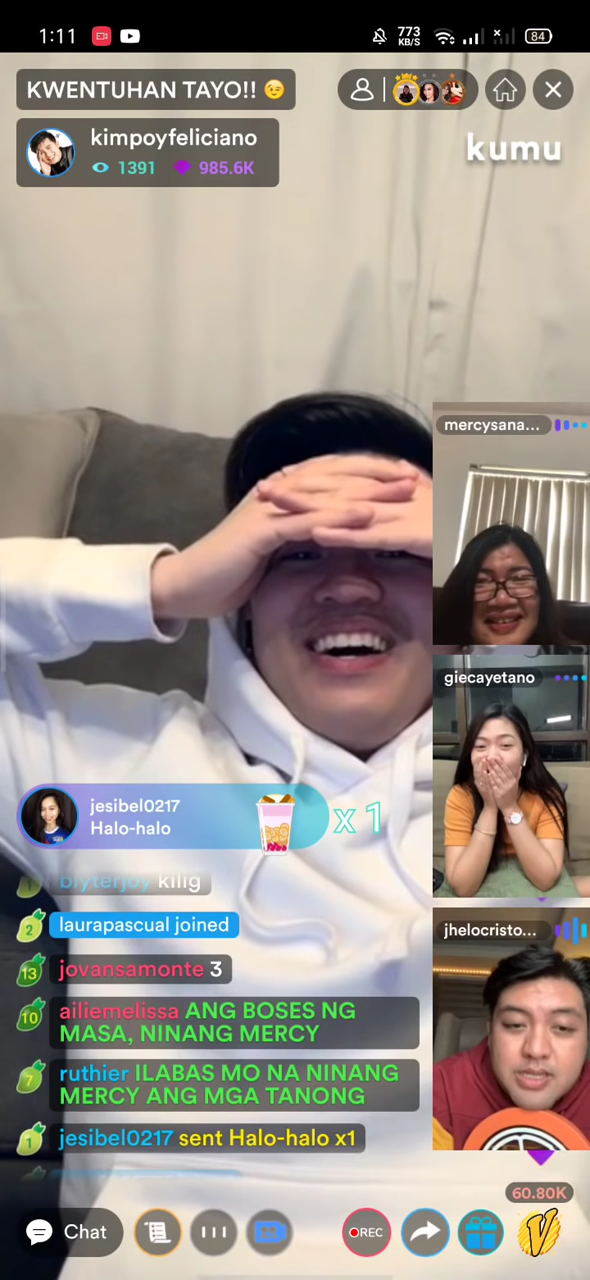 1:11
773
KB/S
84
KWENTUHAN TAYO!! 😉
kimpoyfeliciano
1391 985.6K
kumu
mercysana...
giecayetano
jhelocristo...
jesibel0217
Halo-halo
x 1
blyterjoy kilig
2 laurapascual joined
13 jovansamonte 3
10 ailiemelissa ANG BOSES NG
MASA, NINANG MERCY
7 ruthier ILABAS MO NA NINANG
MERCY ANG MGA TANONG
1 jesibel0217 sent Halo-halo x1
60.80K
Chat
REC
V